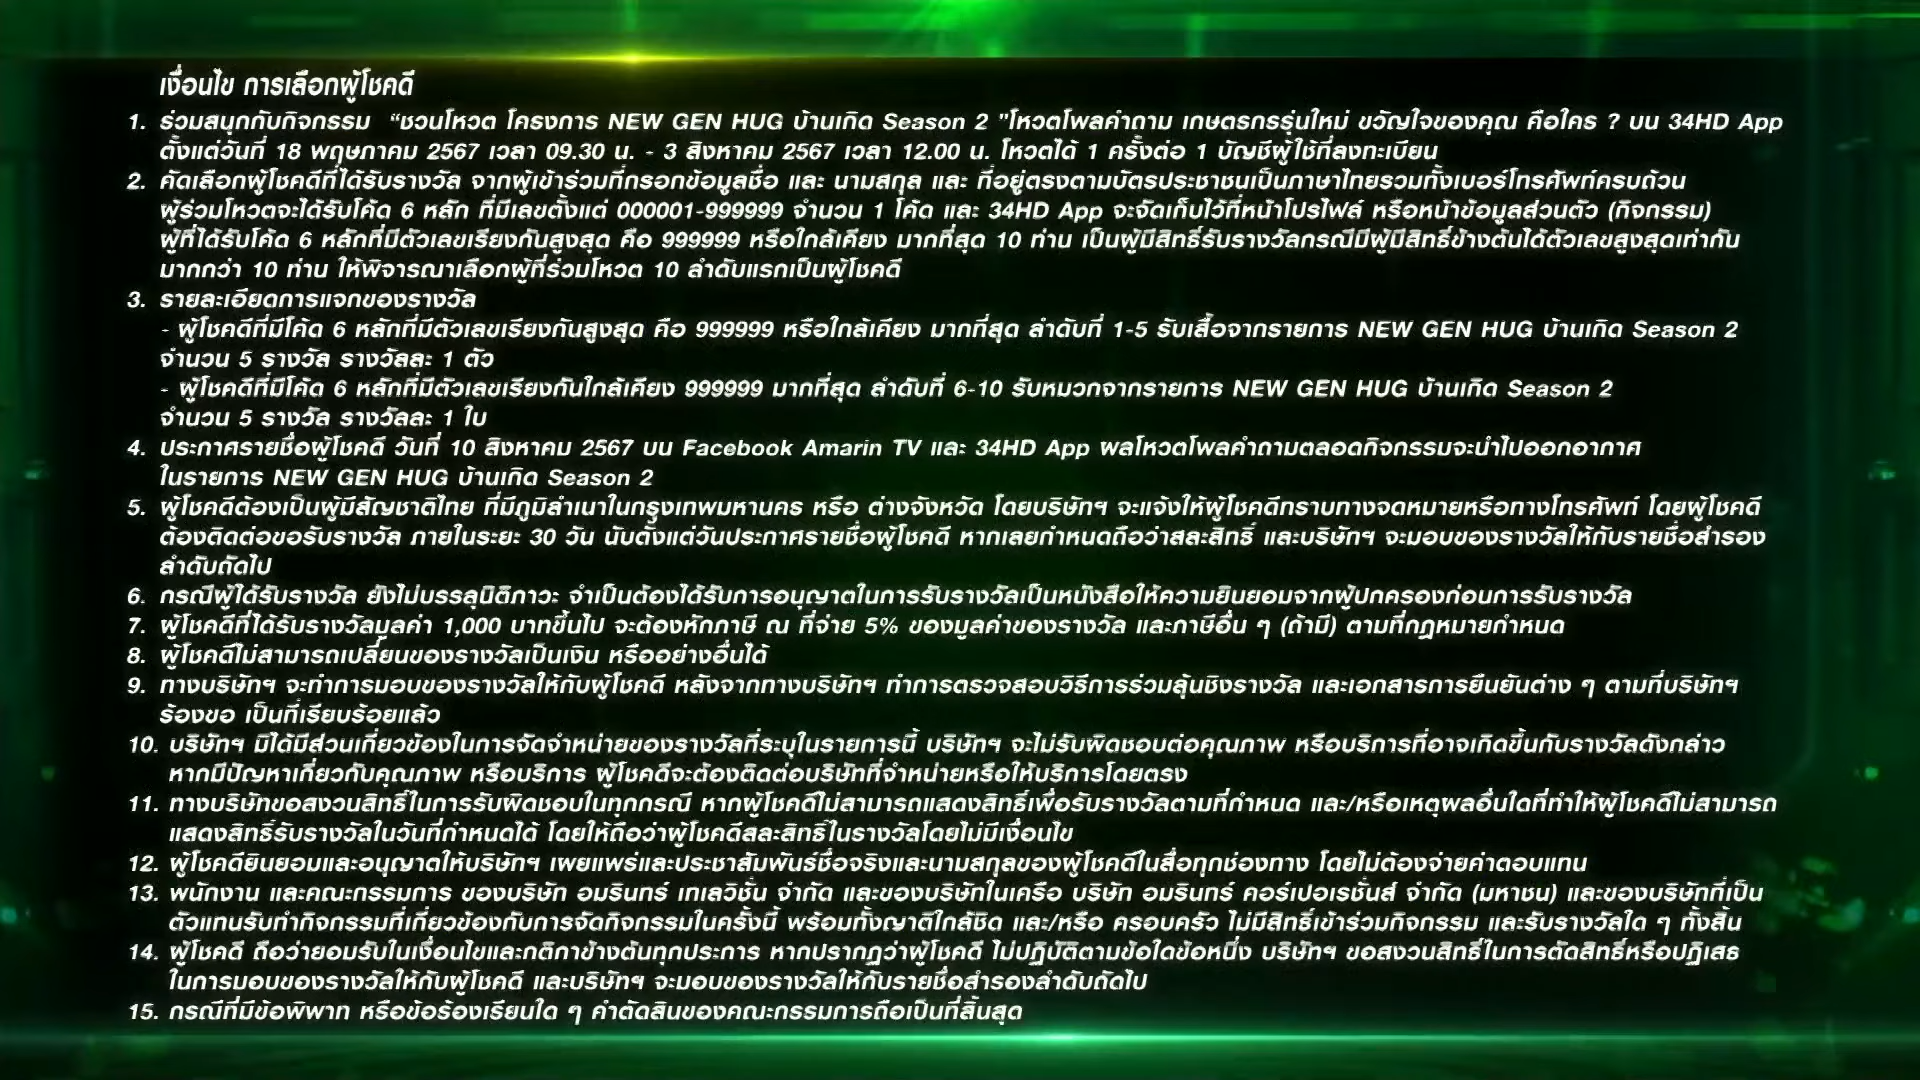 เงื่อนไข การเลือกผู้โชคดี
1. ร่วมสนุกกับกิจกรรม “ชวนโหวต โครงการ NEW GEN HUG บ้านเกิด Season 2 "โหวตโพลคำถาม เกษตรกรรุ่นใหม่ ขวัญใจของคุณ คือใคร ? บน 34HD App
ตั้งแต่วันที่ 18 พฤษภาคม 2567 เวลา 09.30 น. - 3 สิงหาคม 2567 เวลา 12.00 น. โหวตได้ 1 ครั้งต่อ 1 บัญชีผู้ใช้ที่ลงทะเบียน
2. คัดเลือกผู้โชคดีที่ได้รับรางวัล จากผู้เข้าร่วมที่กรอกข้อมูลชื่อ และ นามสกุล และ ที่อยู่ตรงตามบัตรประชาชนเป็นภาษาไทยรวมทั้งเบอร์โทรศัพท์ครบถ้วน
ผู้ร่วมโหวตจะได้รับโค้ด 6 หลัก ที่มีเลขตั้งแต่ 000001-999999 จำนวน 1 โค้ด และ 34HD App จะจัดเก็บไว้ที่หน้าโปรไฟล์ หรือหน้าข้อมูลส่วนตัว (กิจกรรม)
ผู้ที่ได้รับโค้ด 6 หลักที่มีตัวเลขเรียงกันสูงสุด คือ 999999 หรือใกล้เคียง มากที่สุด 10 ท่าน เป็นผู้มีสิทธิ์รับรางวัลกรณีมีผู้มีสิทธิ์ข้างต้นได้ตัวเลขสูงสุดเท่ากับ
มากกว่า 10 ท่าน ให้พิจารณาเลือกผู้ที่ร่วมโหวต 10 ลำดับแรกเป็นผู้โชคดี
3. รายละเอียดการแจกของรางวัล
- ผู้โชคดีที่มีโค้ด 6 หลักที่มีตัวเลขเรียงกันสูงสุด คือ 999999 หรือใกล้เคียง มากที่สุด ลำดับที่ 1-5 รับเสื้อจากรายการ NEW GEN HUG บ้านเกิด Season 2
จำนวน 5 รางวัล รางวัลละ 1 ตัว
- ผู้โชคดีที่มีโค้ด 6 หลักที่มีตัวเลขเรียงกันใกล้เคียง 999999 มากที่สุด ลำดับที่ 6-10 รับหมวกจากรายการ NEW GEN HUG บ้านเกิด Season 2
จำนวน 5 รางวัล รางวัลละ 1 ใบ
4. ประกาศรายชื่อผู้โชคดี วันที่ 10 สิงหาคม 2567 บน Facebook Amarin TV และ 34HD App ผลโหวตโพลคำถามตลอดกิจกรรมจะนำไปออกอากาศ
ในรายการ NEW GEN HUG บ้านเกิด Season 2
5. ผู้โชคดีต้องเป็นผู้มีสัญชาติไทย ที่มีภูมิลำเนาในกรุงเทพมหานคร หรือ ต่างจังหวัด โดยบริษัทฯ จะแจ้งให้ผู้โชคดีทราบทางจดหมายหรือทางโทรศัพท์ โดยผู้โชคดี
ต้องติดต่อขอรับรางวัล ภายในระยะ 30 วัน นับตั้งแต่วันประกาศรายชื่อผู้โชคดี หากเลยกำหนดถือว่าสละสิทธิ์ และบริษัทฯ จะมอบของรางวัลให้กับรายชื่อสำรอง
ลำดับถัดไป
6. กรณีผู้ได้รับรางวัล ยังไม่บรรลุนิติภาวะ จำเป็นต้องได้รับการอนุญาตในการรับรางวัลเป็นหนังสือให้ความยินยอมจากผู้ปกครองก่อนการรับรางวัล
7. ผู้โชคดีที่ได้รับรางวัลมูลค่า 1,000 บาทขึ้นไป จะต้องหักภาษี ณ ที่จ่าย 5% ของมูลค่าของรางวัล และภาษีอื่น ๆ (ถ้ามี) ตามที่กฎหมายกำหนด
8. ผู้โชคดีไม่สามารถเปลี่ยนของรางวัลเป็นเงิน หรืออย่างอื่นได้
9. ทางบริษัทฯ จะทำการมอบของรางวัลให้กับผู้โชคดี หลังจากทางบริษัทฯ ทำการตรวจสอบวิธีการร่วมลุ้นชิงรางวัล และเอกสารการยืนยันต่าง ๆ ตามที่บริษัทฯ
ร้องขอ เป็นที่เรียบร้อยแล้ว
10. บริษัทฯ มิได้มีส่วนเกี่ยวข้องในการจัดจำหน่ายของรางวัลที่ระบุในรายการนี้ บริษัทฯ จะไม่รับผิดชอบต่อคุณภาพ หรือบริการที่อาจเกิดขึ้นกับรางวัลดังกล่าว
หากมีปัญหาเกี่ยวกับคุณภาพ หรือบริการ ผู้โชคดีจะต้องติดต่อบริษัทที่จำหน่ายหรือให้บริการโดยตรง
11. ทางบริษัทขอสงวนสิทธิ์ในการรับผิดชอบในทุกกรณี หากผู้โชคดีไม่สามารถแสดงสิทธิ์เพื่อรับรางวัลตามที่กำหนด และ/หรือเหตุผลอื่นใดที่ทำให้ผู้โชคดีไม่สามารถ
แสดงสิทธิ์รับรางวัลในวันที่กำหนดได้ โดยให้ถือว่าผู้โชคดีสละสิทธิ์ในรางวัลโดยไม่มีเงื่อนไข
12. ผู้โชคดียินยอมและอนุญาตให้บริษัทฯ เผยแพร่และประชาสัมพันธ์ชื่อจริงและนามสกุลของผู้โชคดีในสื่อทุกช่องทาง โดยไม่ต้องจ่ายค่าตอบแทน
13. พนักงาน และคณะกรรมการ ของบริษัท อมรินทร์ เทเลวิชั่น จำกัด และของบริษัทในเครือ บริษัท อมรินทร์ คอร์เปอเรชั่นส์ จำกัด (มหาชน) และของบริษัทที่เป็น
ตัวแทนรับทำกิจกรรมที่เกี่ยวข้องกับการจัดกิจกรรมในครั้งนี้ พร้อมทั้งญาติใกล้ชิด และ/หรือ ครอบครัว ไม่มีสิทธิ์เข้าร่วมกิจกรรม และรับรางวัลใด ๆ ทั้งสิ้น
14. ผู้โชคดี ถือว่ายอมรับในเงื่อนไขและกติกาข้างต้นทุกประการ หากปรากฏว่าผู้โชคดี ไม่ปฏิบัติตามข้อใดข้อหนึ่ง บริษัทฯ ขอสงวนสิทธิ์ในการตัดสิทธิ์หรือปฏิเสธ
ในการมอบของรางวัลให้กับผู้โชคดี และบริษัทฯ จะมอบของรางวัลให้กับรายชื่อสำรองลำดับถัดไป
15. กรณีที่มีข้อพิพาท หรือข้อร้องเรียนใด ๆ คำตัดสินของคณะกรรมการถือเป็นที่สิ้นสุด